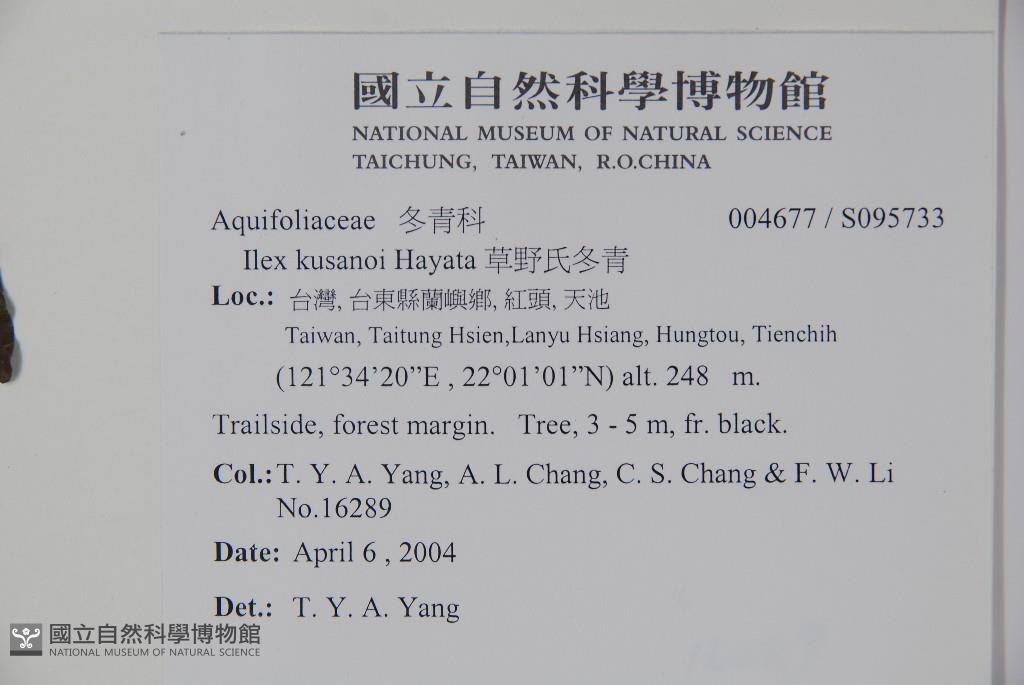 國立自然科學博物館
NATIONAL MUSEUM OF NATURAL SCIENCE
TAICHUNG, TAIWAN, R.O.CHINA
Aquifoliaceae 冬青科 004677 / S095733
Ilex kusanoi Hayata 草野氏冬青
Loc.: 台灣, 台東縣蘭嶼鄉, 紅頭, 天池
Taiwan, Taitung Hsien,Lanyu Hsiang, Hungtou, Tienchih
(121°34’20”E , 22°01’01”N) alt. 248 m.
Trailside, forest margin. Tree, 3 - 5 m, fr. black.
Col.: T. Y. A. Yang, A. L. Chang, C. S. Chang & F. W. Li
No.16289
Date: April 6 , 2004
Det.: T. Y. A. Yang
國立自然科學博物館
NATIONAL MUSEUM OF NATURAL SCIENCE